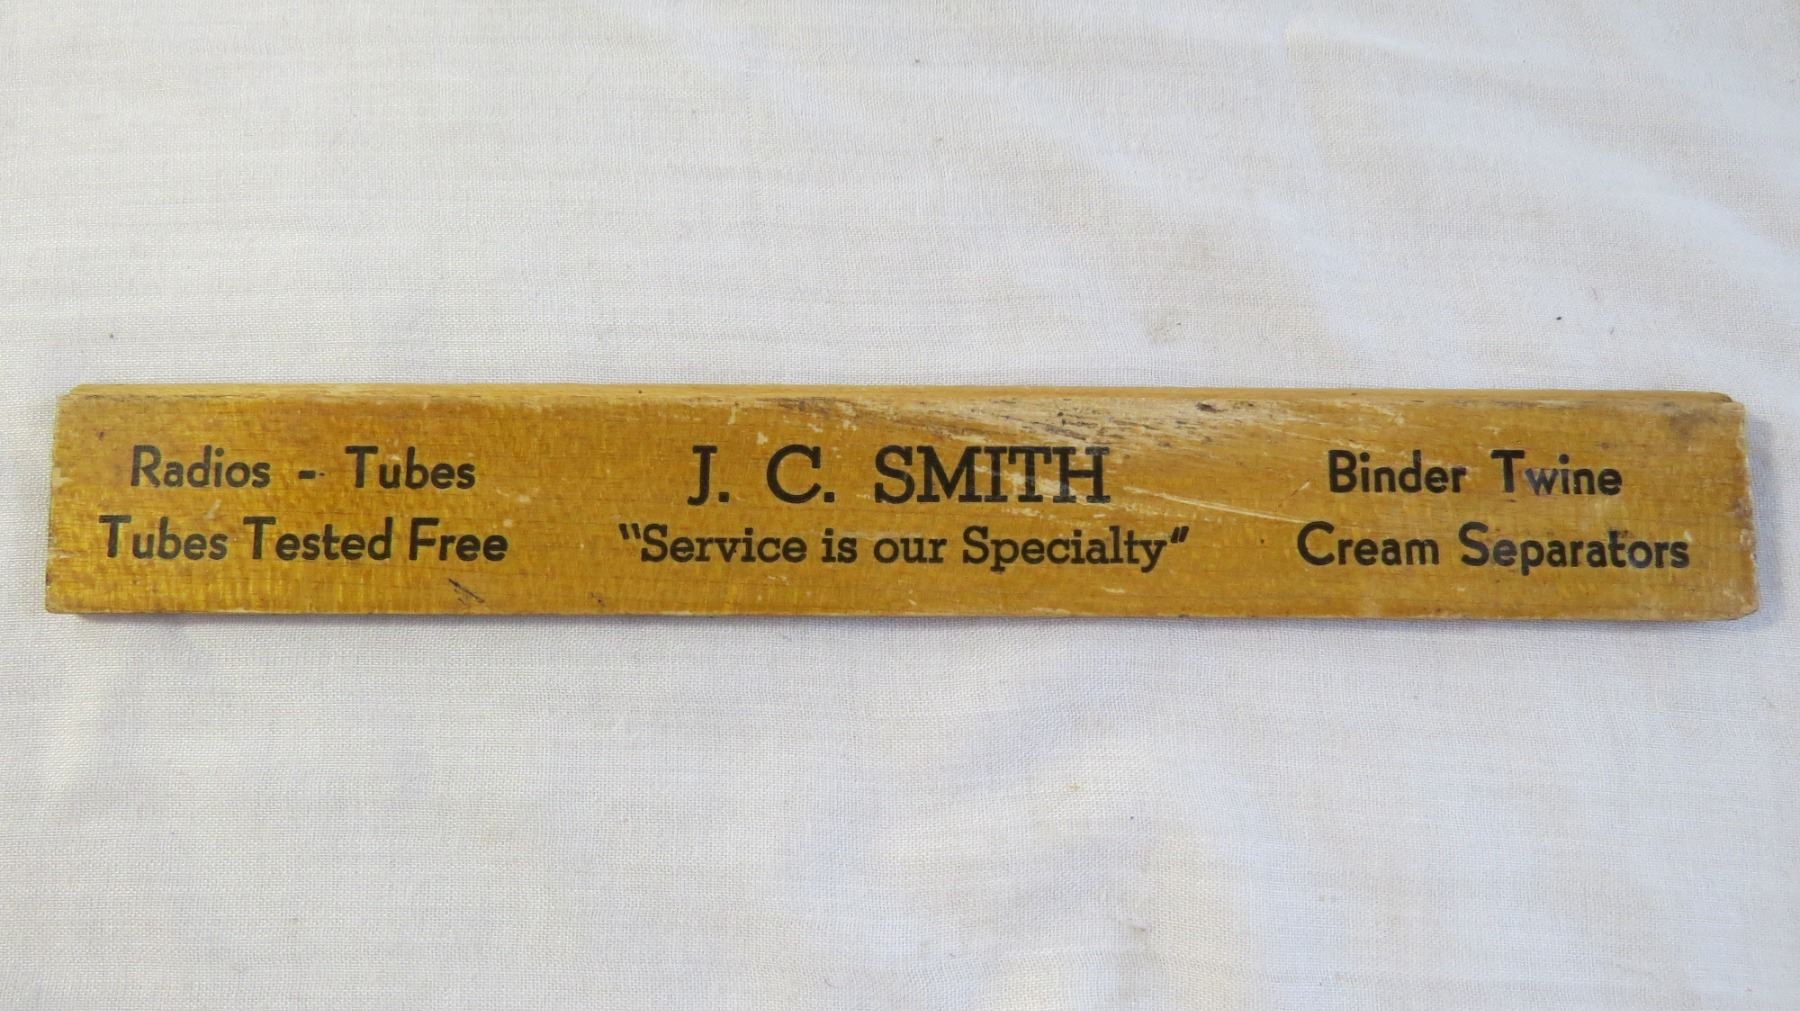 Radios - Tubes
Tubes Tested Free
J. C. SMITH
"Service is our Specialty"
Binder Twine
Cream Separators